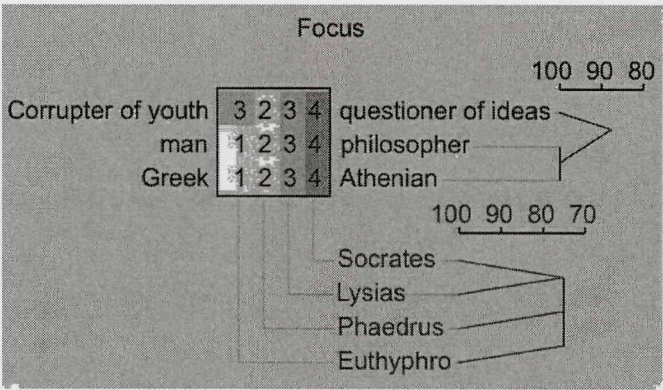 Focus
100 90 80
Corrupter of youth 3 2 3 4 questioner of ideas
man 1 2 3 4 philosopher
Greek 1 2 3 4 Athenian
100 90 80 70
Socrates
Lysias
Phaedrus
Euthyphro